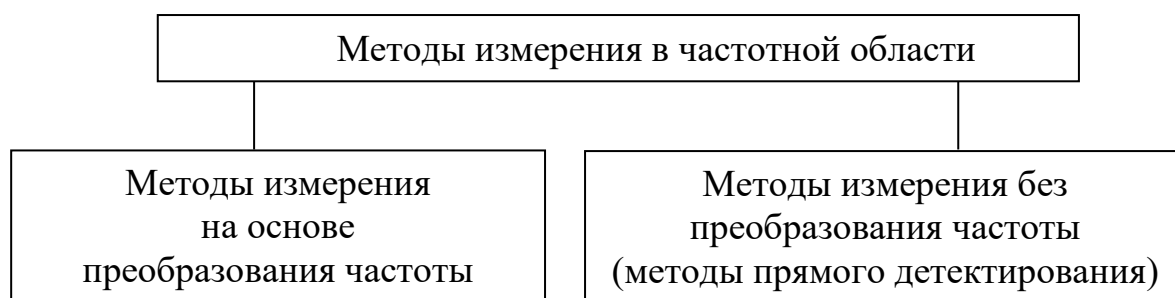 Методы измерения в частотной области
Методы измерения
на основе
преобразования частоты
Методы измерения без
преобразования частоты
(методы прямого детектирования)